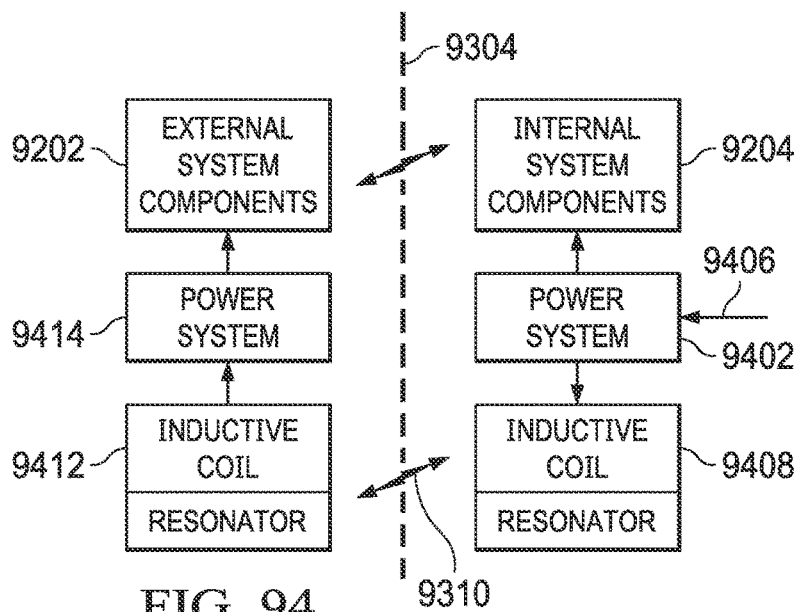 9304
9202
EXTERNAL
SYSTEM
COMPONENTS
INTERNAL
SYSTEM
COMPONENTS
9204
9414
POWER
SYSTEM
POWER
SYSTEM
9406
9402
9412
INDUCTIVE
COIL
RESONATOR
INDUCTIVE
COIL
RESONATOR
9408
FIG. 94
9310